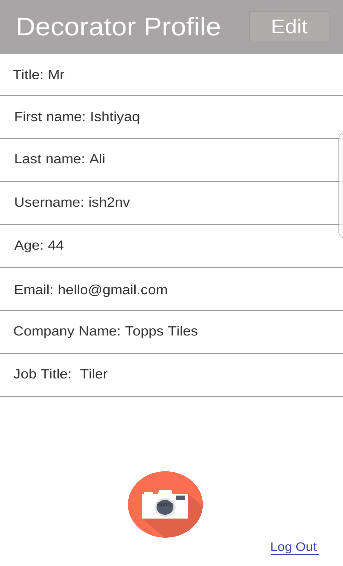 Decorator Profile
Edit
Title: Mr
First name: Ishtiyaq
Last name: Ali
Username: ish2nv
Age: 44
Email: hello@gmail.com
Company Name: Topps Tiles
Job Title:  Tiler
Log Out